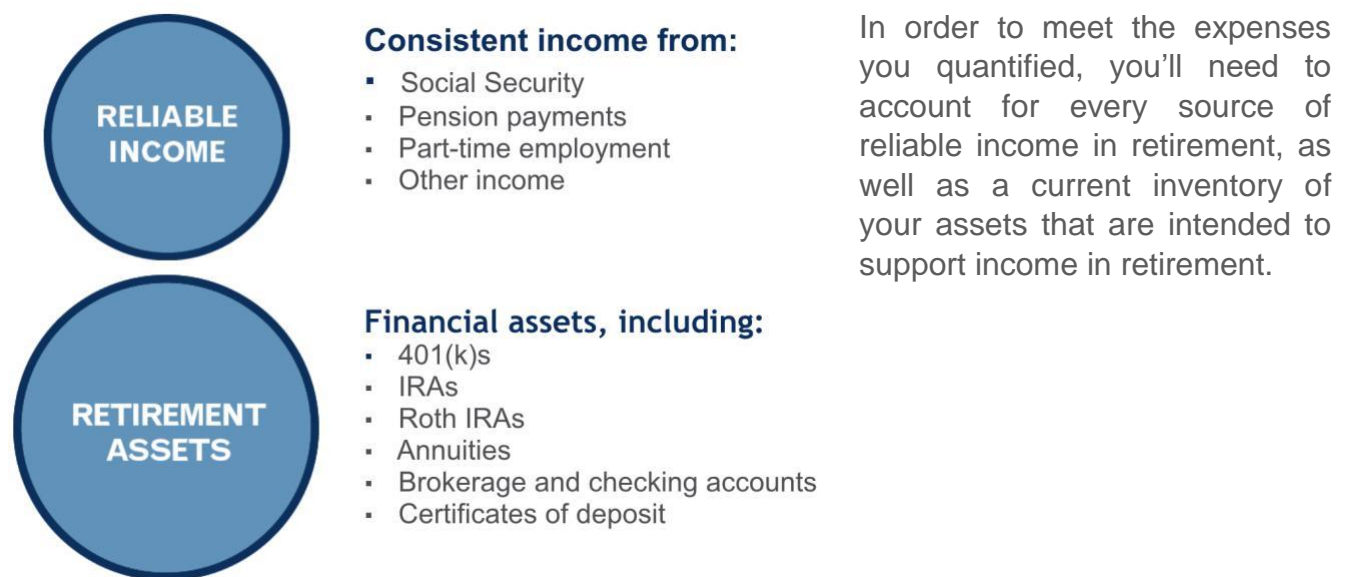 RELIABLE
INCOME
Consistent income from:
▪ Social Security
▪ Pension payments
▪ Part-time employment
▪ Other income
In order to meet the expenses
you quantified, you’ll need to
account for every source of
reliable income in retirement, as
well as a current inventory of
your assets that are intended to
support income in retirement.
RETIREMENT
ASSETS
Financial assets, including:
▪ 401(k)s
▪ IRAs
▪ Roth IRAs
▪ Annuities
▪ Brokerage and checking accounts
▪ Certificates of deposit